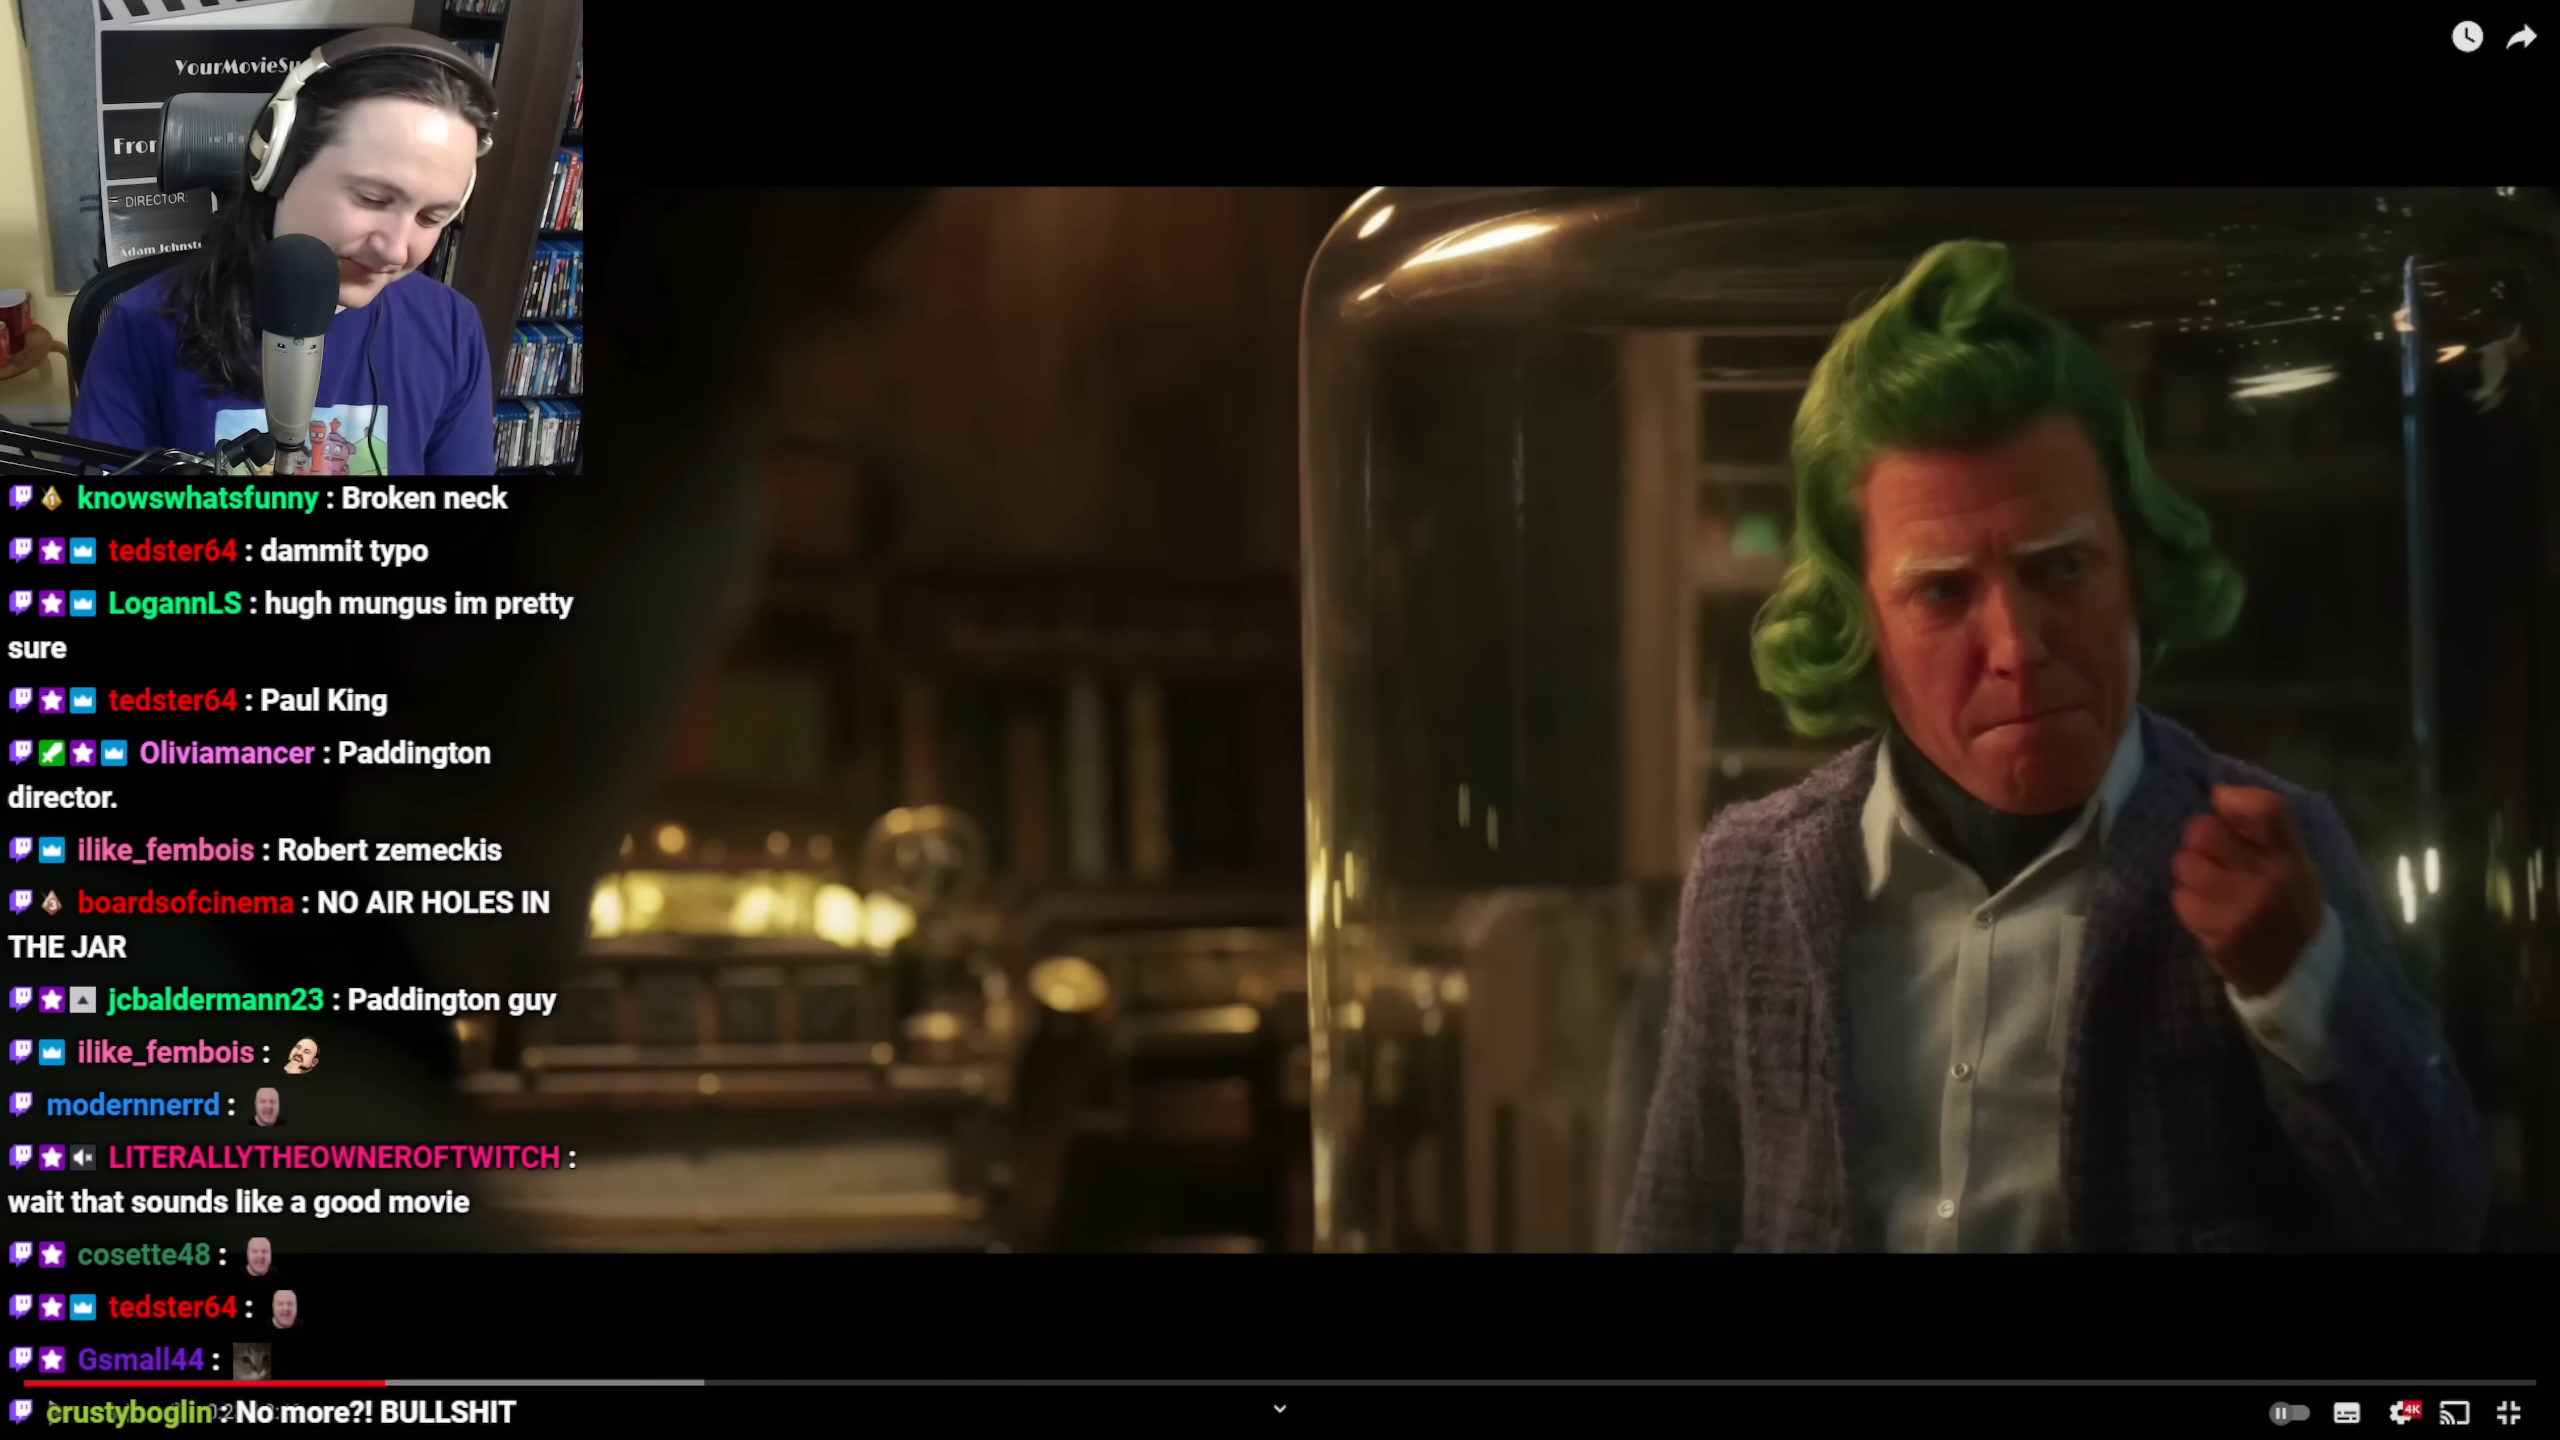 YourMovieSu
Fron
DIRECTOR:
Adam Johnst
knowswhatsfunny : Broken neck
tedster64 : dammit typo
LogannLS : hugh mungus im pretty
sure
tedster64 : Paul King
Oliviamancer : Paddington
director.
ilike_fembois : Robert zemeckis
boardsofcinema : NO AIR HOLES IN
THE JAR
jcbaldermann23 : Paddington guy
ilike_fembois :
modernnerrd :
LITERALLYTHEOWNEROFTWITCH :
wait that sounds like a good movie
cosette48 :
tedster64 :
Gsmall44 :
crustyboglin : No more?! BULLSHIT
4K